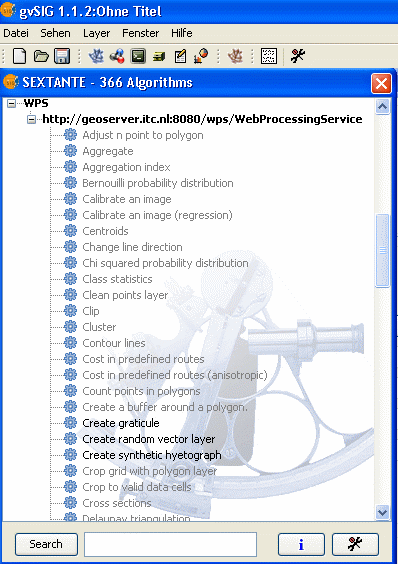 gvSIG 1.1.2:Ohne Titel
Datei Sehen Layer Fenster Hilfe
SEXTANTE - 366 Algorithms
WPS
http://geoserver.itc.nl:8080/wps/WebProcessingService
Adjust n point to polygon
Aggregate
Aggregation index
Bernouilli probability distribution
Calibrate an image
Calibrate an image (regression)
Centroids
Change line direction
Chi squared probability distribution
Class statistics
Clean points layer
Clip
Cluster
Contour lines
Cost in predefined routes
Cost in predefined routes (anisotropic)
Count points in polygons
Create a buffer around a polygon.
Create graticule
Create random vector layer
Create synthetic hyetograph
Crop grid with polygon layer
Crop to valid data cells
Cross sections
Delaunay triangulation
Search
i